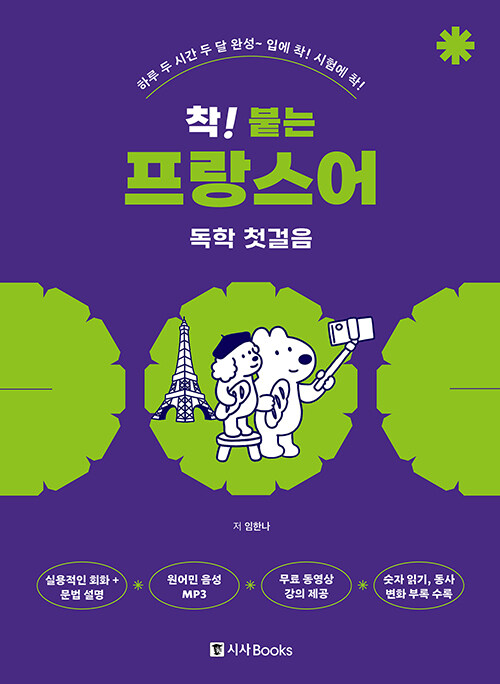 하루 두 시간 두 달 완성~ 입에 착! 시험에 착!
착! 붙는
프랑스어
독학 첫걸음
저 임한나
실용적인 회화 +
문법 설명
원어민 음성
MP3
무료 동영상
강의 제공
숫자 읽기, 동사
변화 부록 수록
시사Books